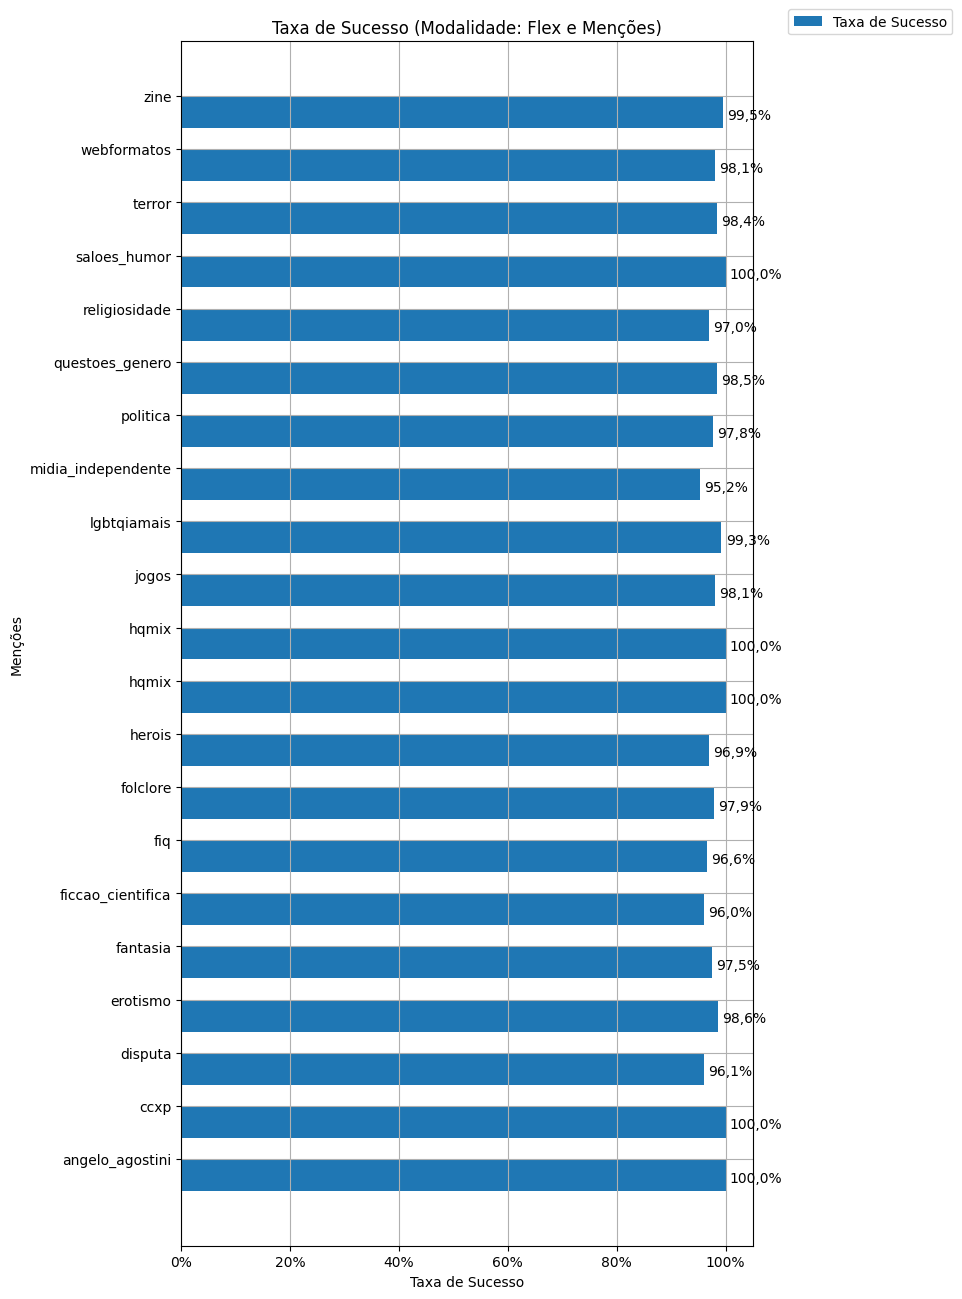 Taxa de Sucesso (Modalidade: Flex e Menções)
Taxa de Sucesso
zine 99,5%
webformatos 98,1%
terror 98,4%
saloes_humor 100,0%
religiosidade 97,0%
questoes_genero 98,5%
politica 97,8%
midia_independente 95,2%
lgbtqiamais 99,3%
jogos 98,1%
hqmix 100,0%
hqmix 100,0%
herois 96,9%
folclore 97,9%
fiq 96,6%
ficcao_cientifica 96,0%
fantasia 97,5%
erotismo 98,6%
disputa 96,1%
ccxp 100,0%
angelo_agostini 100,0%
Menções
0% 20% 40% 60% 80% 100%
Taxa de Sucesso